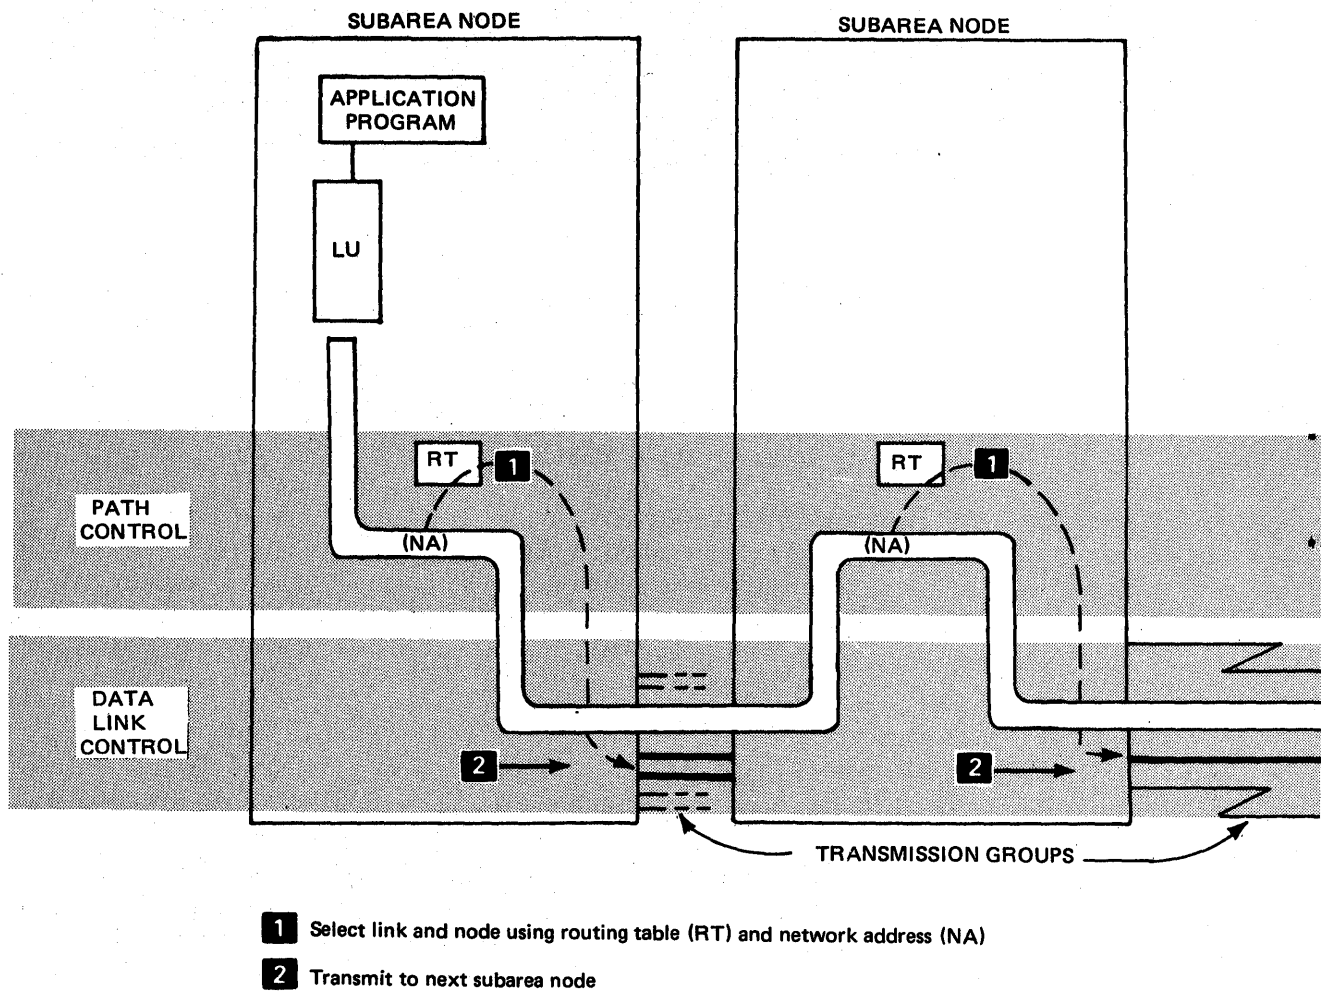 SUBAREA NODE
SUBAREA NODE
APPLICATION
PROGRAM
LU
RT
1
RT
1
PATH
CONTROL
(NA)
(NA)
DATA
LINK
CONTROL
2
2
TRANSMISSION GROUPS
1 Select link and node using routing table (RT) and network address (NA)
2 Transmit to next subarea node